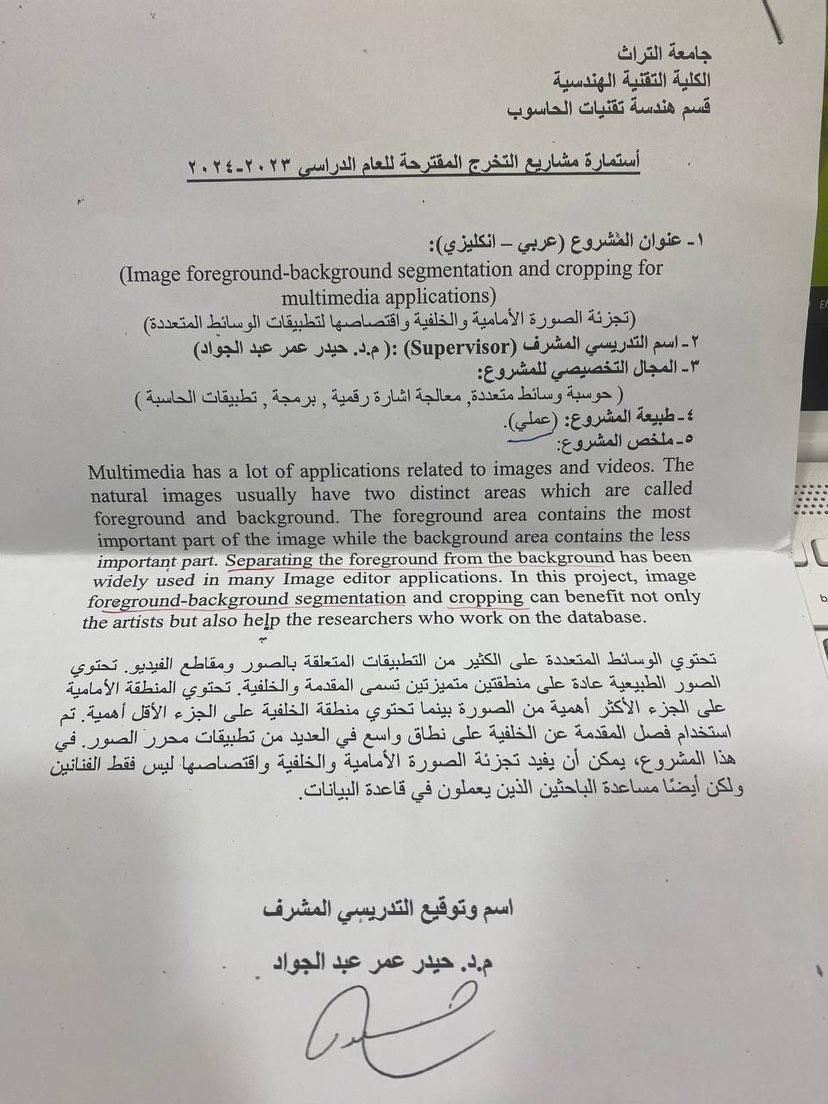 جامعة التراث
الكلية التقنية الهندسية
قسم هندسة تقنيات الحاسوب
أستمارة مشاريع التخرج المقترحة للعام الدراسي ٢٠٢٣-٢٠٢٤
١- عنوان المشروع (عربي – انكليزي):
(Image foreground-background segmentation and cropping for
multimedia applications)
(تجزئة الصورة الأمامية والخلفية واقتصاصها لتطبيقات الوسائط المتعددة)
٢- اسم التدريسي المشرف (Supervisor) : (م.د. حيدر عمر عبد الجواد)
٣- المجال التخصيصي للمشروع:
( حوسبة وسائط متعددة, معالجة اشارة رقمية , برمجة , تطبيقات الحاسبة )
٤- طبيعة المشروع: (عملي).
٥- ملخص المشروع:
Multimedia has a lot of applications related to images and videos. The
natural images usually have two distinct areas which are called
foreground and background. The foreground area contains the most
important part of the image while the background area contains the less
important part. Separating the foreground from the background has been
widely used in many Image editor applications. In this project, image
foreground-background segmentation and cropping can benefit not only
the artists but also help the researchers who work on the database.
تحتوي الوسائط المتعددة على الكثير من التطبيقات المتعلقة بالصور ومقاطع الفيديو. تحتوي
الصور الطبيعية عادة على منطقتين متميزتين تسمى المقدمة والخلفية. تحتوي المنطقة الأمامية
على الجزء الأكثر أهمية من الصورة بينما تحتوي منطقة الخلفية على الجزء الأقل أهمية. تم
استخدام فصل المقدمة عن الخلفية على نطاق واسع في العديد من تطبيقات محرر الصور. في
هذا المشروع، يمكن أن يفيد تجزئة الصورة الأمامية والخلفية واقتصاصها ليس فقط الفنانين
ولكن أيضًا مساعدة الباحثين الذين يعملون في قاعدة البيانات.
اسم وتوقيع التدريسي المشرف
م.د. حيدر عمر عبد الجواد